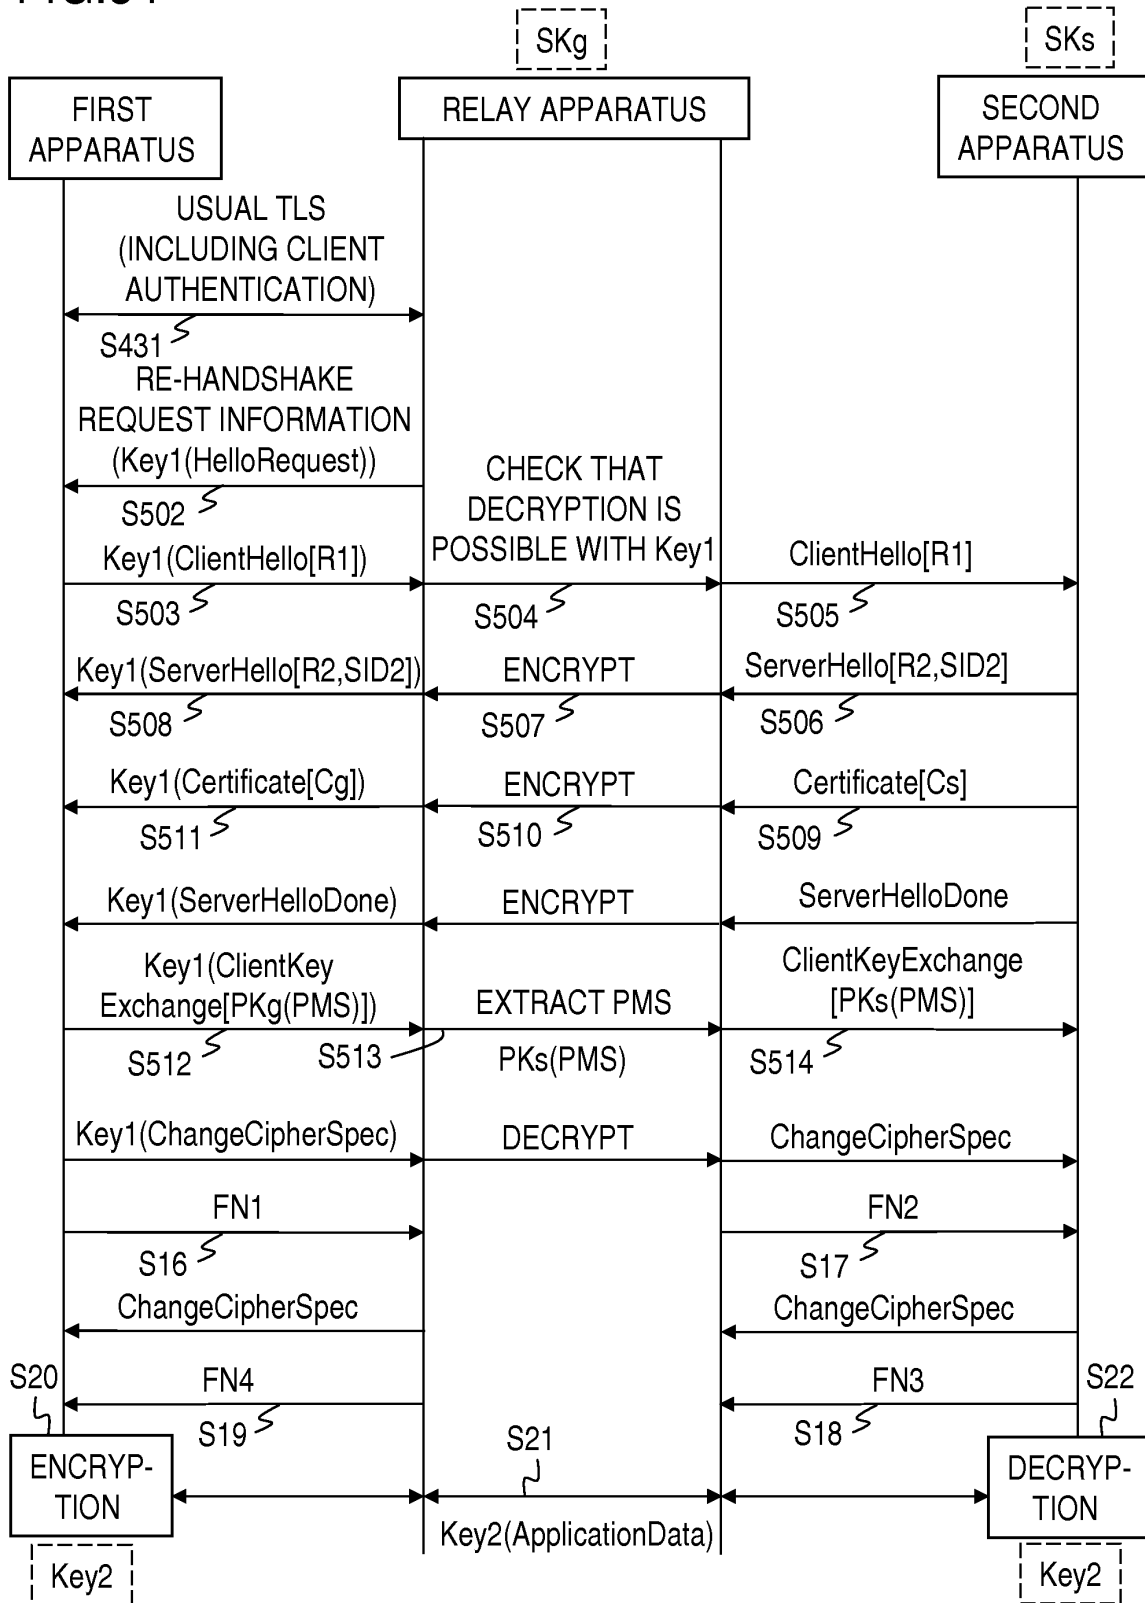 SKg
SKs
FIRST
APPARATUS
RELAY APPARATUS
SECOND
APPARATUS
USUAL TLS
(INCLUDING CLIENT
AUTHENTICATION)
S431
RE-HANDSHAKE
REQUEST INFORMATION
(Key1(HelloRequest))
S502
CHECK THAT
DECRYPTION IS
POSSIBLE WITH Key1
Key1(ClientHello[R1])
ClientHello[R1]
S503
S504
S505
Key1(ServerHello[R2,SID2])
ENCRYPT
ServerHello[R2,SID2]
S508
S507
S506
Key1(Certificate[Cg])
ENCRYPT
Certificate[Cs]
S511
S510
S509
Key1(ServerHelloDone)
ENCRYPT
ServerHelloDone
Key1(ClientKey
Exchange[PKg(PMS)])
EXTRACT PMS
ClientKeyExchange
[PKs(PMS)]
S512
S513
PKs(PMS)
S514
Key1(ChangeCipherSpec)
DECRYPT
ChangeCipherSpec
FN1
FN2
S16
S17
ChangeCipherSpec
ChangeCipherSpec
S20
FN4
FN3
S22
S19
S21
S18
ENCRYP-
TION
DECRYP-
TION
Key2(ApplicationData)
Key2
Key2